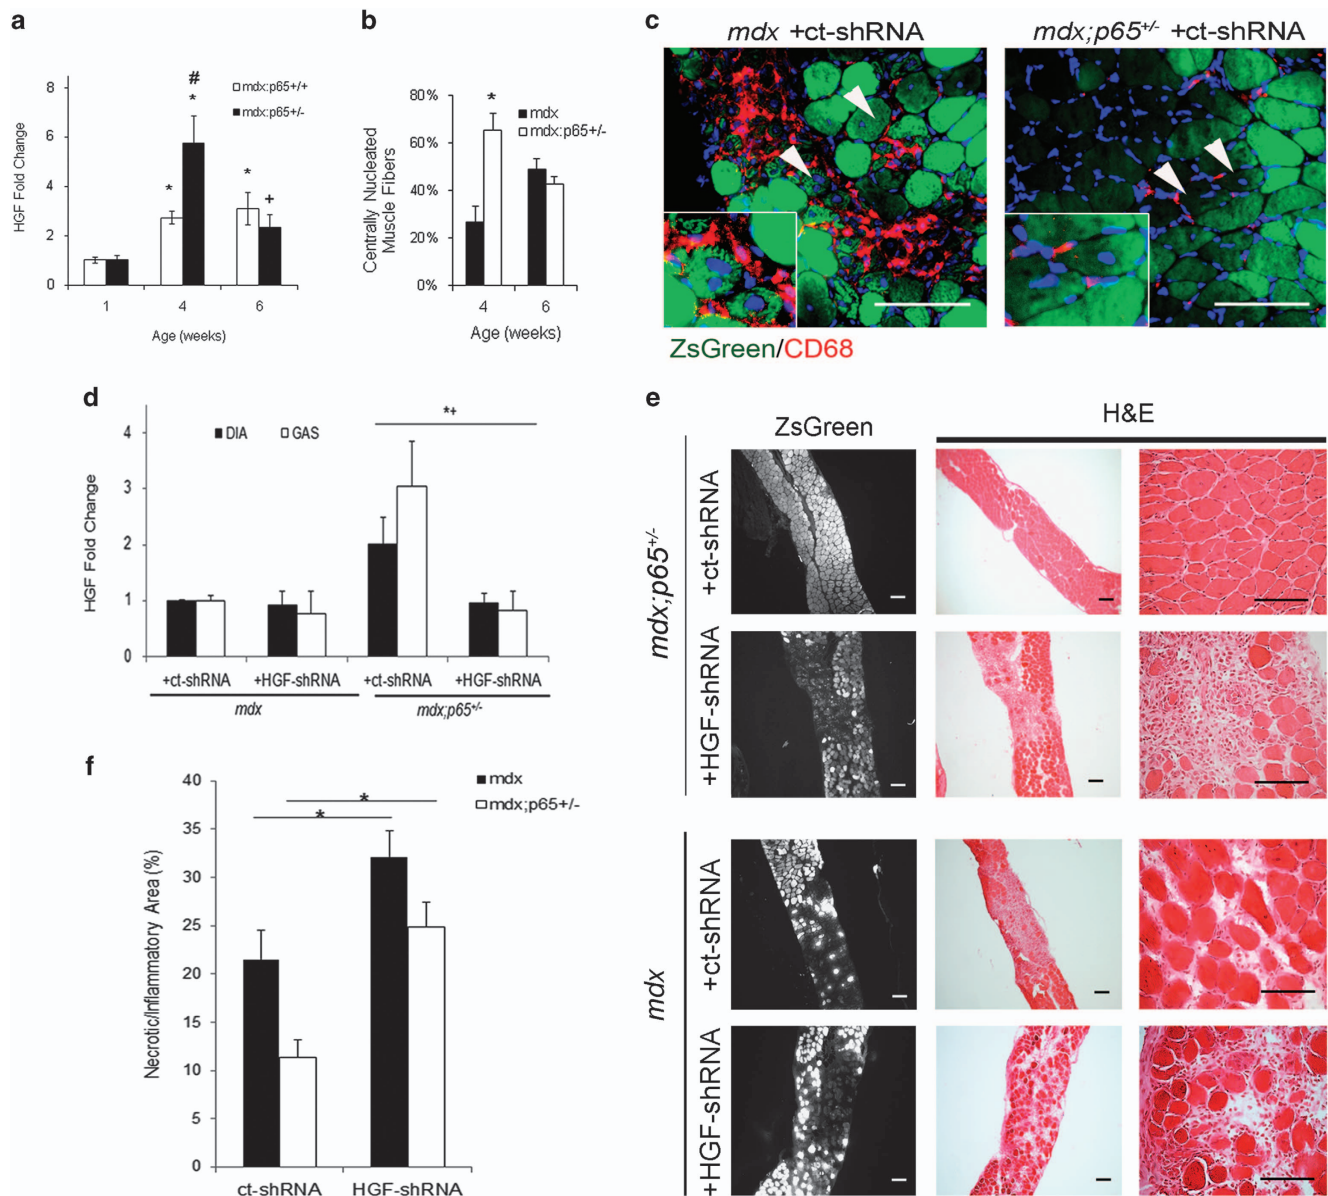 a
HGF Fold Change
8
6
4
2
0
#
*
*
*
+
mdx:p65+/+
mdx:p65+/-
1
4
6
Age (weeks)
b
Centrally Nucleated
Muscle Fibers
80%
60%
40%
20%
0%
*
mdx
mdx:p65+/-
4
6
Age (weeks)
c
mdx +ct-shRNA
mdx;p65+/- +ct-shRNA
ZsGreen/CD68
d
HGF Fold Change
4
3
2
1
0
DIA
GAS
*+
+ct-shRNA
+HGF-shRNA
+ct-shRNA
+HGF-shRNA
mdx
mdx;p65+/-
e
ZsGreen
H&E
mdx;p65+/-
+ct-shRNA
+HGF-shRNA
mdx
+ct-shRNA
+HGF-shRNA
f
Necrotic/Inflammatory Area (%)
40
35
30
25
20
15
10
5
0
*
*
mdx
mdx;p65+/-
ct-shRNA
HGF-shRNA